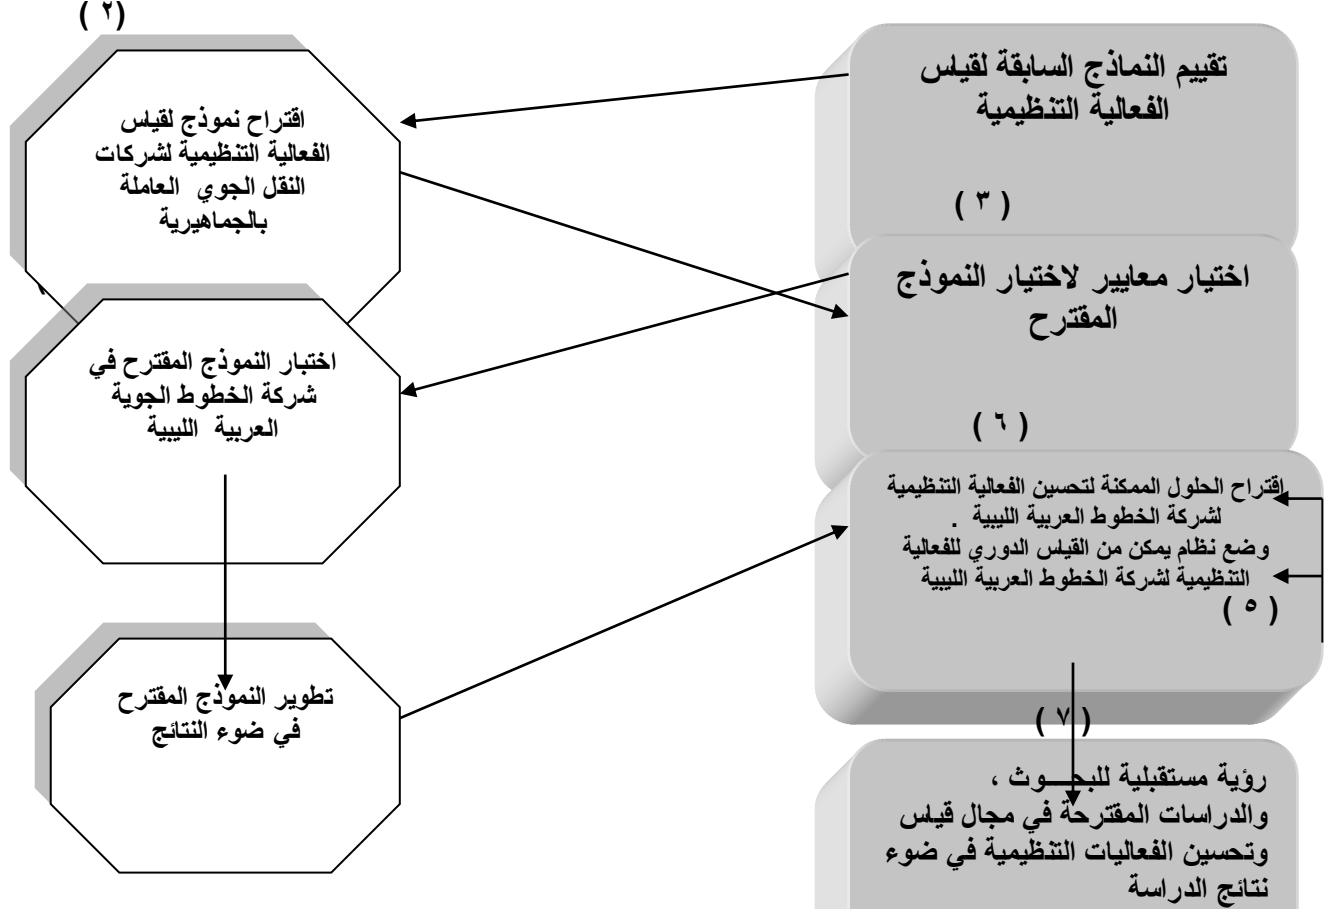 ( ٢)
تقييم النماذج السابقة لقياس
الفعالية التنظيمية
( ٣ )
اقتراح نموذج لقياس
الفعالية التنظيمية لشركات
النقل الجوي العاملة
بالجماهيرية
اختيار معايير لاختيار النموذج
المقترح
( ٦ )
اختبار النموذج المقترح في
شركة الخطوط الجوية
العربية الليبية
اقتراح الحلول الممكنة لتحسين الفعالية التنظيمية
لشركة الخطوط العربية الليبية .
وضع نظام يمكن من القياس الدوري للفعالية
التنظيمية لشركة الخطوط العربية الليبية
( ٥ )
تطوير النموذج المقترح
في ضوء النتائج
( ٧ )
رؤية مستقبلية للبحـــوث ،
والدراسات المقترحة في مجال قياس
وتحسين الفعاليات التنظيمية في ضوء
نتائج الدراسة